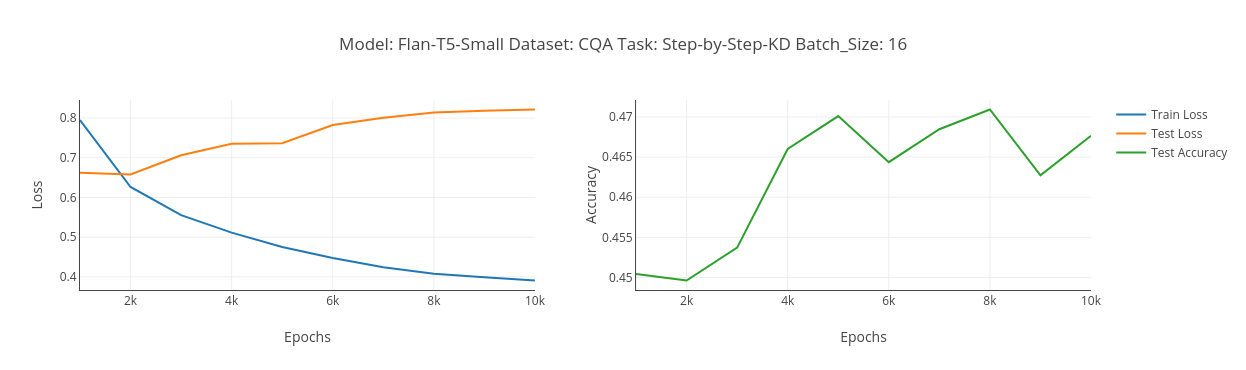 Model: Flan-T5-Small Dataset: CQA Task: Step-by-Step-KD Batch_Size: 16
0.8
0.7
0.6
0.5
0.4
Loss
2k
4k
6k
8k
10k
Epochs
0.47
0.465
0.46
0.455
0.45
Accuracy
2k
4k
6k
8k
10k
Epochs
Train Loss
Test Loss
Test Accuracy